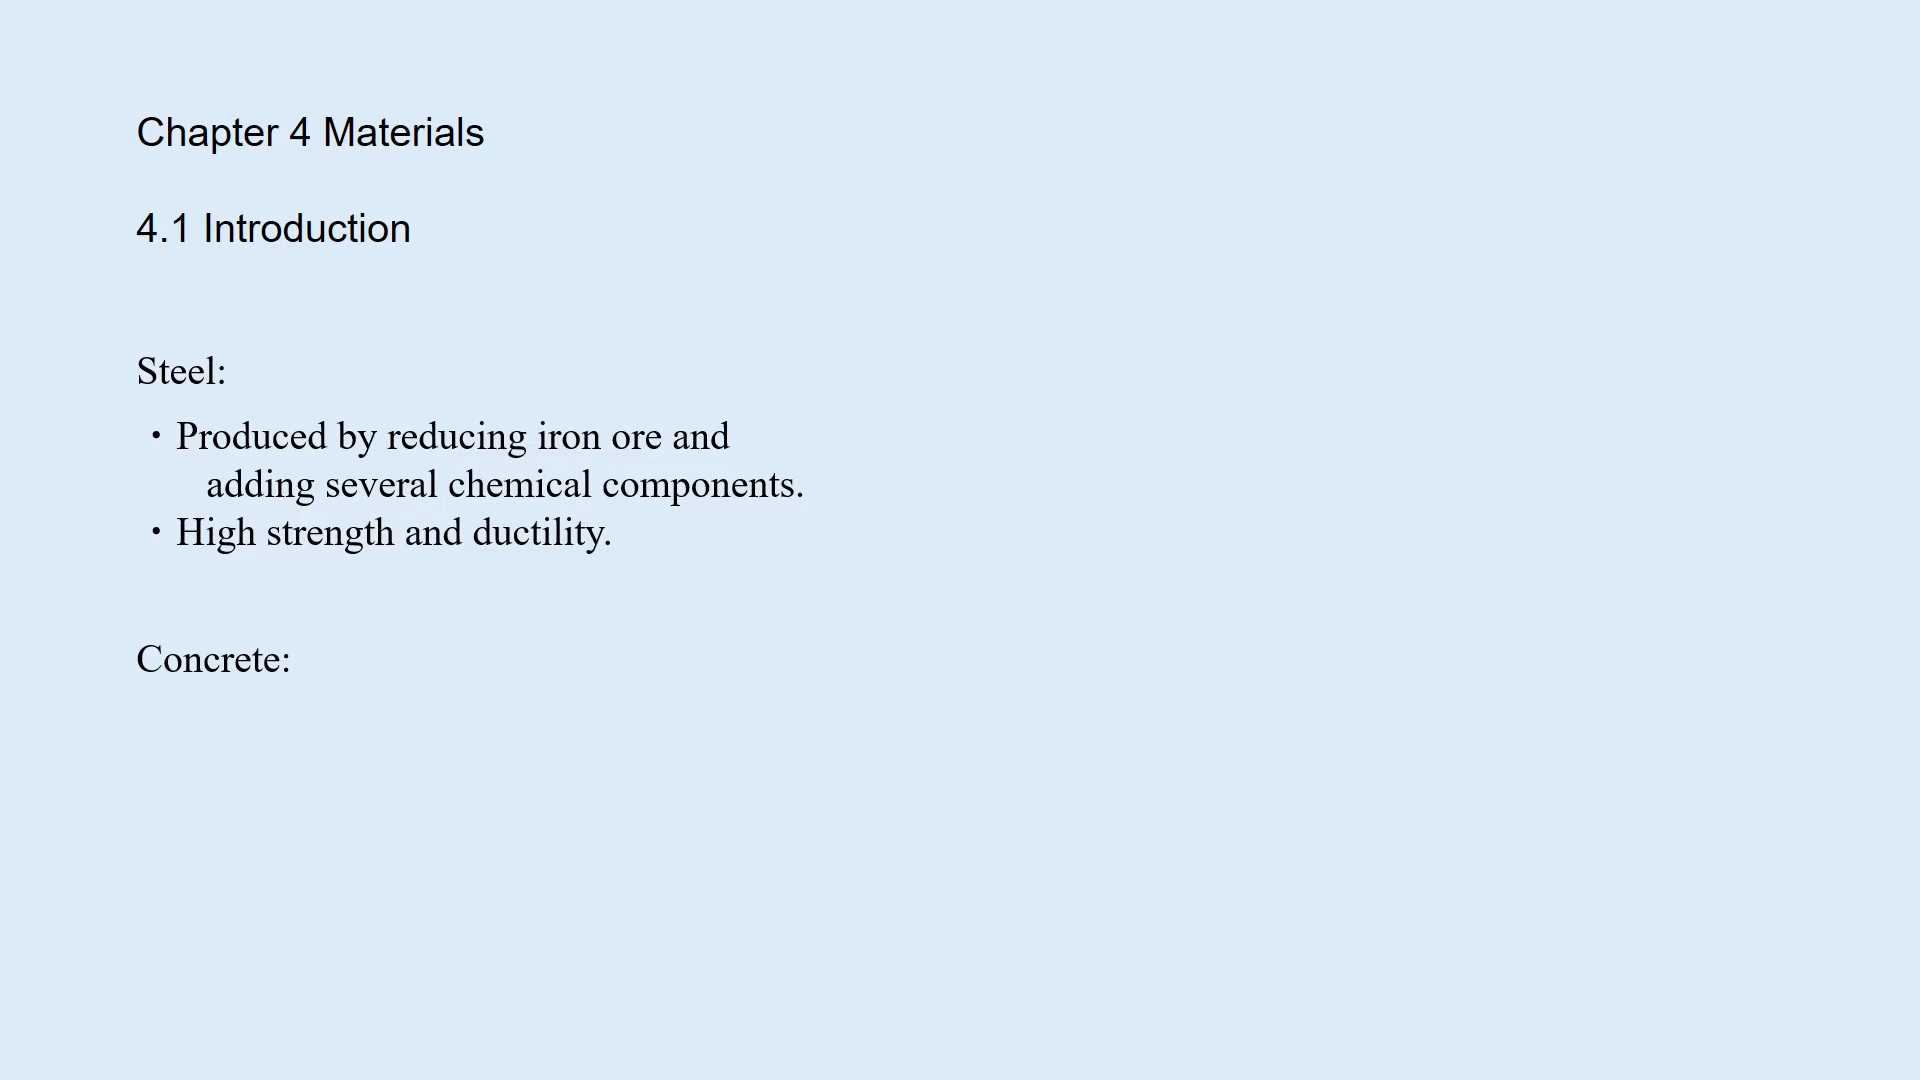 Chapter 4 Materials
4.1 Introduction
Steel:
・Produced by reducing iron ore and
adding several chemical components.
・High strength and ductility.
Concrete: